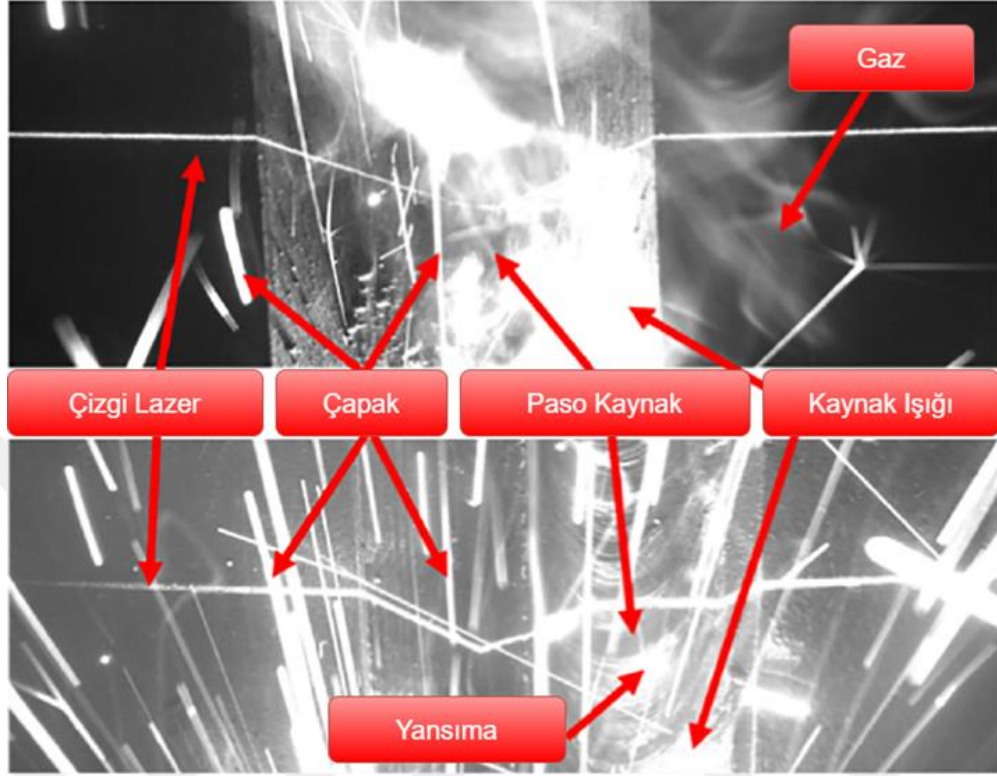 Gaz
Çizgi Lazer
Çapak
Paso Kaynak
Kaynak Işığı
Yansıma